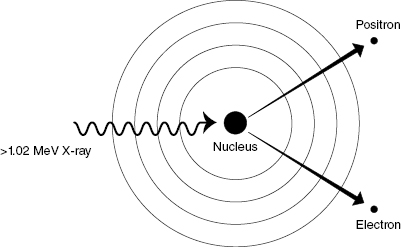 Positron
>1.02 MeV X-ray
Nucleus
Electron